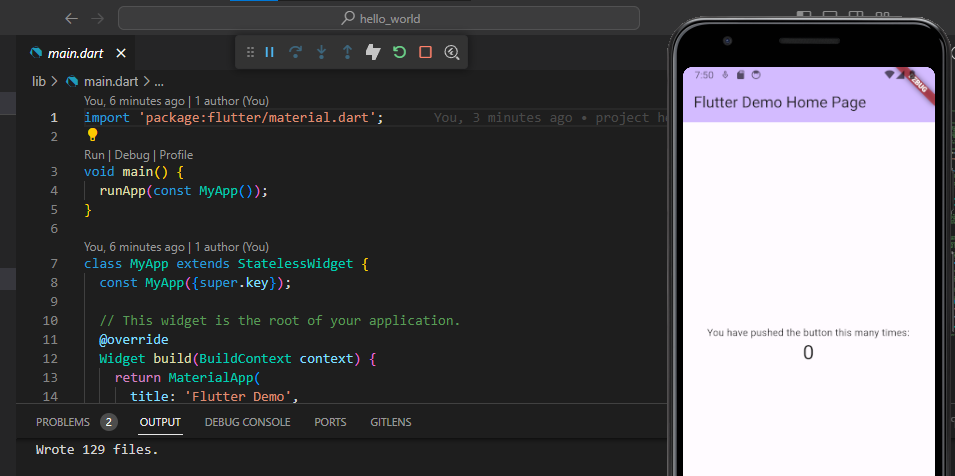 hello_world
main.dart
lib > main.dart > ...
You, 6 minutes ago | 1 author (You)
1 import 'package:flutter/material.dart'; You, 3 minutes ago • project he
2
Run | Debug | Profile
3 void main() {
4 runApp(const MyApp());
5 }
6
You, 6 minutes ago | 1 author (You)
7 class MyApp extends StatelessWidget {
8 const MyApp({super.key});
9
10 // This widget is the root of your application.
11 @override
12 Widget build(BuildContext context) {
13 return MaterialApp(
14 title: 'Flutter Demo',
PROBLEMS 2 OUTPUT DEBUG CONSOLE PORTS GITLENS
Wrote 129 files.
7:50
DEBUG
Flutter Demo Home Page
You have pushed the button this many times:
0